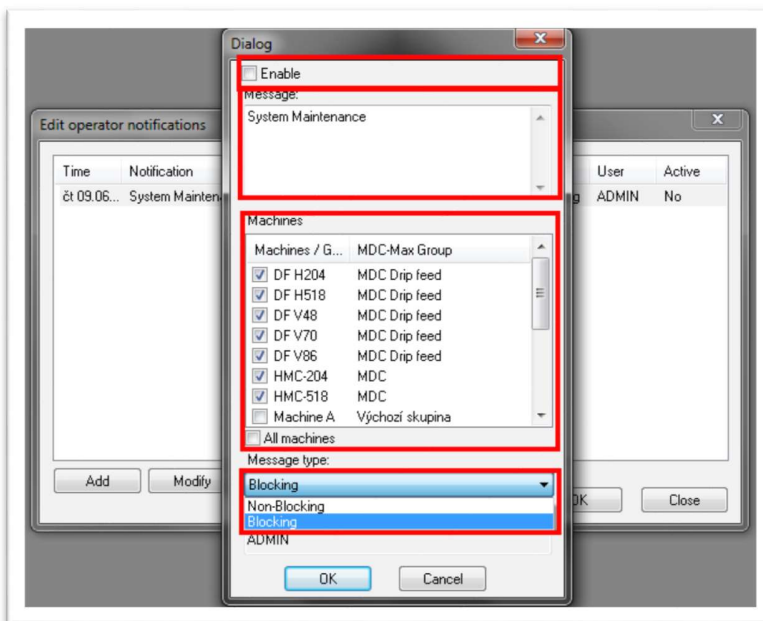 Dialog
Enable
Message:
System Maintenance
Edit operator notifications
Time Notification User Active
čt 09.06... System Mainten g ADMIN No
Machines
Machines / G... MDC-Max Group
DF H204 MDC Drip feed
DF H518 MDC Drip feed
DF V48 MDC Drip feed
DF V70 MDC Drip feed
DF V86 MDC Drip feed
HMC-204 MDC
HMC-518 MDC
Machine A Výchozí skupina
All machines
Message type:
Blocking
Non-Blocking
Blocking
ADMIN
Add Modify OK Close
OK Cancel